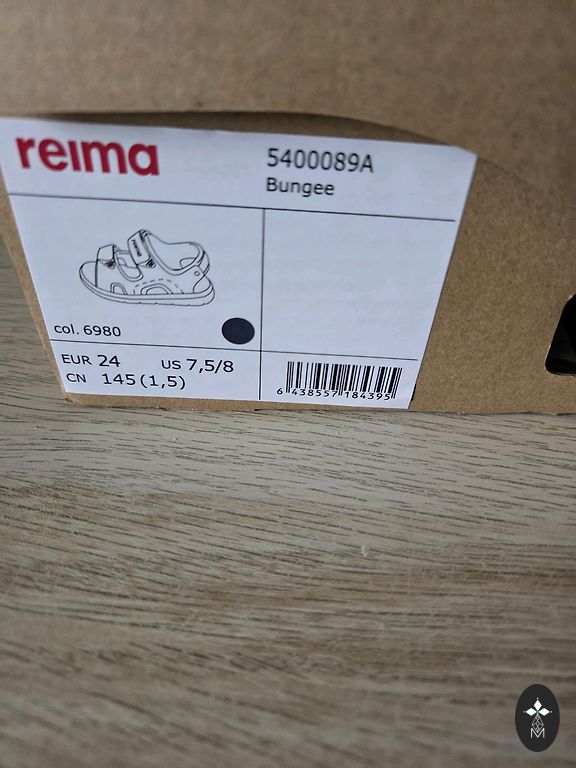 reima
5400089A
Bungee
col. 6980
EUR 24 US 7,5/8
CN 145(1,5)
6 438557 184395
M